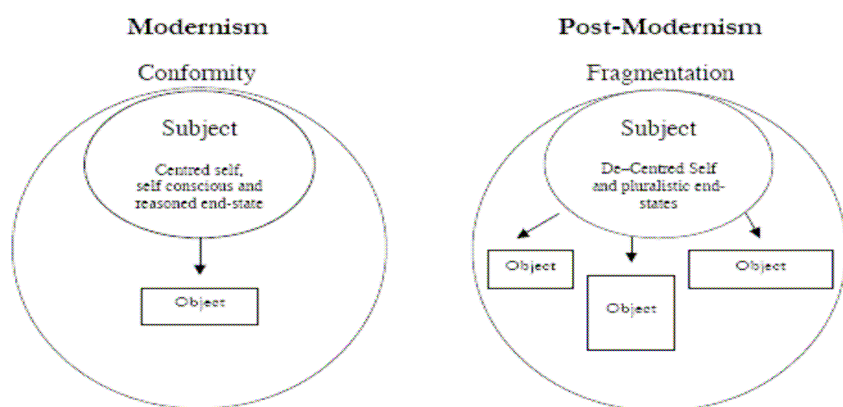 Modernism
Conformity
Subject
Centred self,
self conscious and
reasoned end-state
Object
Post-Modernism
Fragmentation
Subject
De-Centred Self
and pluralistic end-
states
Object
Object
Object